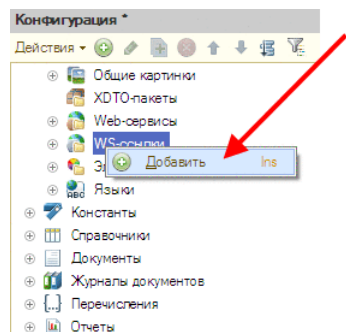 Конфигурация *
Действия
Общие картинки
XDTO-пакеты
Web-сервисы
WS-ссылки
Добавить Ins
Языки
Константы
Справочники
Документы
Журналы документов
Перечисления
Отчеты